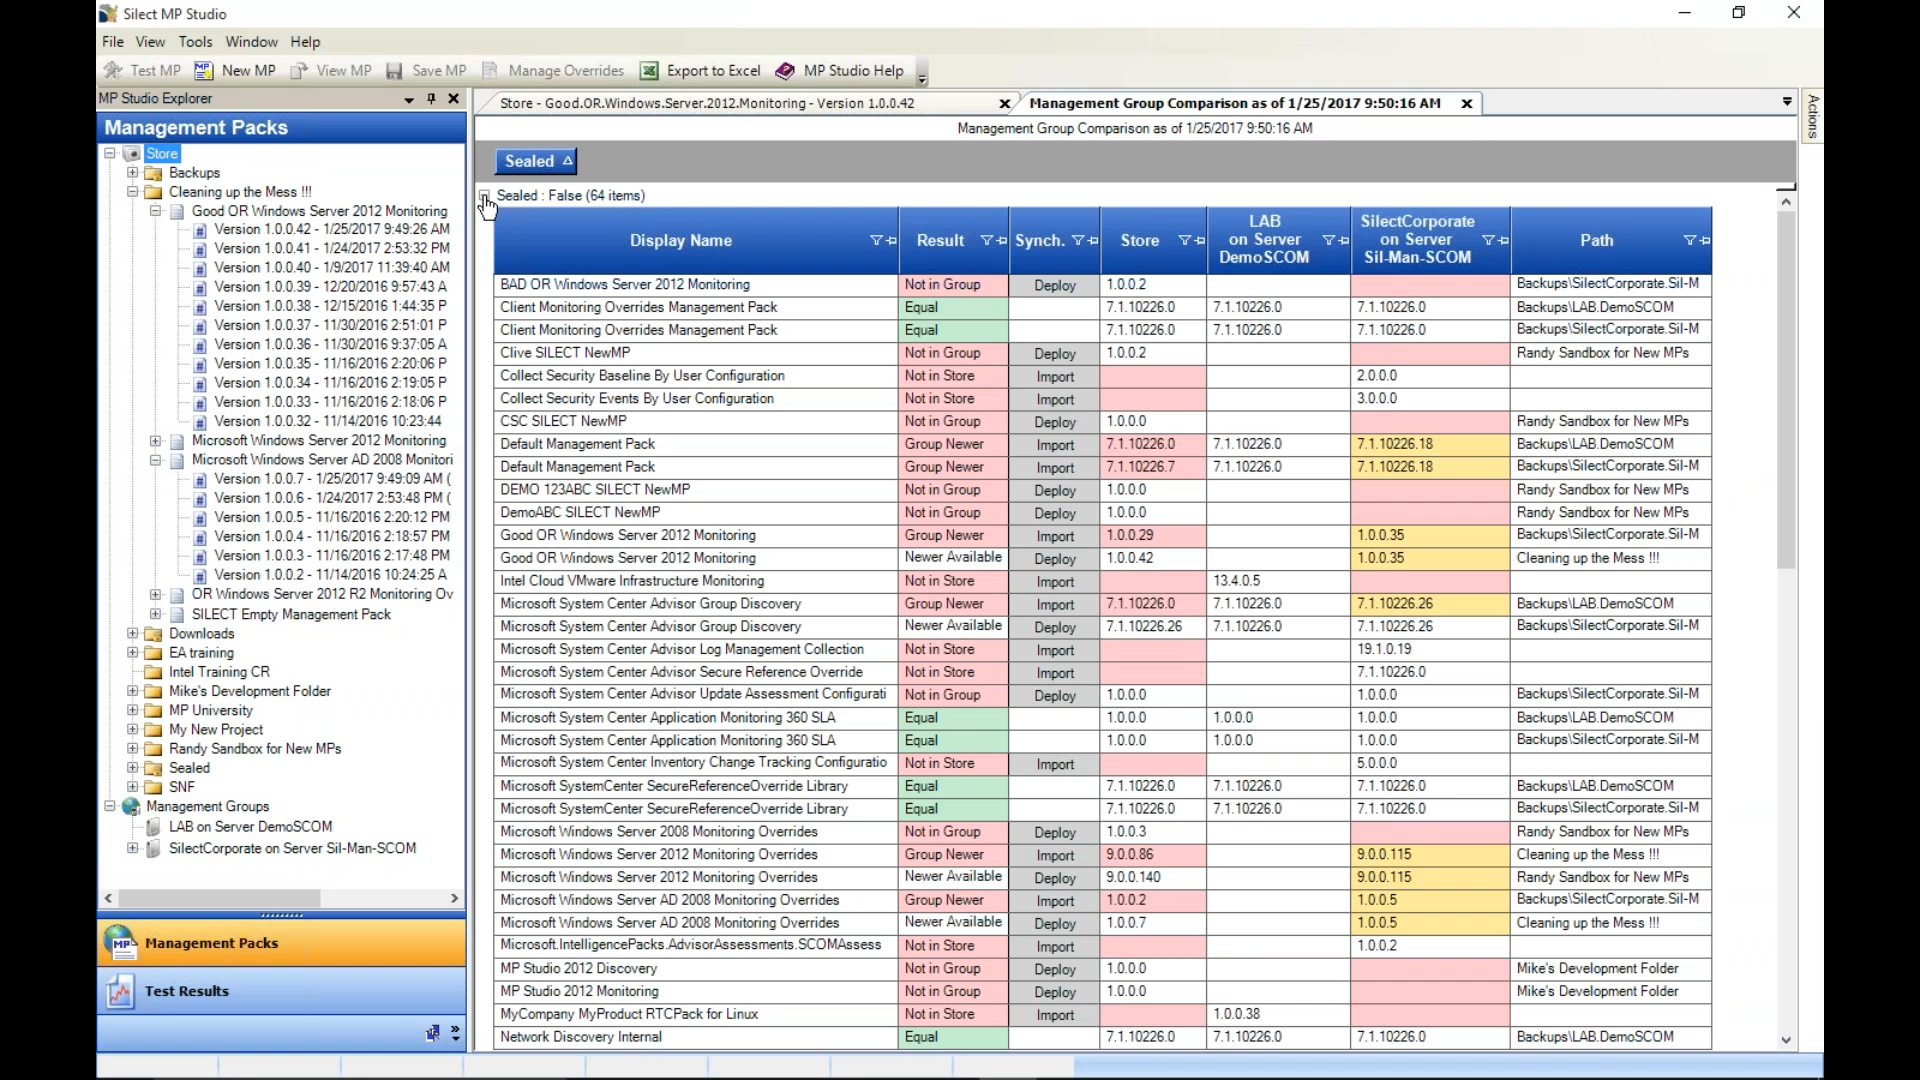 Silect MP Studio
File View Tools Window Help
Test MP New MP View MP Save MP Manage Overrides Export to Excel MP Studio Help
MP Studio Explorer
Management Packs
Store
Backups
Cleaning up the Mess !!!
Good OR Windows Server 2012 Monitoring
Version 1.0.0.42 - 1/25/2017 9:49:26 AM
Version 1.0.0.41 - 1/24/2017 2:53:32 PM
Version 1.0.0.40 - 1/9/2017 11:39:40 AM
Version 1.0.0.39 - 12/20/2016 9:57:43 A
Version 1.0.0.38 - 12/15/2016 1:44:35 P
Version 1.0.0.37 - 11/30/2016 2:51:01 P
Version 1.0.0.36 - 11/30/2016 9:37:05 A
Version 1.0.0.35 - 11/16/2016 2:20:06 P
Version 1.0.0.34 - 11/16/2016 2:19:05 P
Version 1.0.0.33 - 11/16/2016 2:18:06 P
Version 1.0.0.32 - 11/14/2016 10:23:44
Microsoft Windows Server 2012 Monitoring
Microsoft Windows Server AD 2008 Monitori
Version 1.0.0.7 - 1/25/2017 9:49:09 AM (
Version 1.0.0.6 - 1/24/2017 2:53:48 PM (
Version 1.0.0.5 - 11/16/2016 2:20:12 PM
Version 1.0.0.4 - 11/16/2016 2:18:57 PM
Version 1.0.0.3 - 11/16/2016 2:17:48 PM
Version 1.0.0.2 - 11/14/2016 10:24:25 A
OR Windows Server 2012 R2 Monitoring Ov
SILECT Empty Management Pack
Downloads
EA training
Intel Training CR
Mike's Development Folder
MP University
My New Project
Randy Sandbox for New MPs
Sealed
SNF
Management Groups
LAB on Server DemoSCOM
SilectCorporate on Server Sil-Man-SCOM
Management Packs
Test Results
Store - Good.OR.Windows.Server.2012.Monitoring - Version 1.0.0.42
Management Group Comparison as of 1/25/2017 9:50:16 AM
Actions
Management Group Comparison as of 1/25/2017 9:50:16 AM
Sealed
Sealed : False (64 items)
Display Name Result Synch. Store LAB on Server DemoSCOM SilectCorporate on Server Sil-Man-SCOM Path
BAD OR Windows Server 2012 Monitoring Not in Group Deploy 1.0.0.2 Backups\SilectCorporate.Sil-M
Client Monitoring Overrides Management Pack Equal 7.1.10226.0 7.1.10226.0 7.1.10226.0 Backups\LAB.DemoSCOM
Client Monitoring Overrides Management Pack Equal 7.1.10226.0 7.1.10226.0 7.1.10226.0 Backups\SilectCorporate.Sil-M
Clive SILECT NewMP Not in Group Deploy 1.0.0.2 Randy Sandbox for New MPs
Collect Security Baseline By User Configuration Not in Store Import 2.0.0.0
Collect Security Events By User Configuration Not in Store Import 3.0.0.0
CSC SILECT NewMP Not in Group Deploy 1.0.0.0 Randy Sandbox for New MPs
Default Management Pack Group Newer Import 7.1.10226.0 7.1.10226.0 7.1.10226.18 Backups\LAB.DemoSCOM
Default Management Pack Group Newer Import 7.1.10226.7 7.1.10226.0 7.1.10226.18 Backups\SilectCorporate.Sil-M
DEMO 123ABC SILECT NewMP Not in Group Deploy 1.0.0.0 Randy Sandbox for New MPs
DemoABC SILECT NewMP Not in Group Deploy 1.0.0.0 Randy Sandbox for New MPs
Good OR Windows Server 2012 Monitoring Group Newer Import 1.0.0.29 1.0.0.35 Backups\SilectCorporate.Sil-M
Good OR Windows Server 2012 Monitoring Newer Available Deploy 1.0.0.42 1.0.0.35 Cleaning up the Mess !!!
Intel Cloud VMware Infrastructure Monitoring Not in Store Import 13.4.0.5
Microsoft System Center Advisor Group Discovery Group Newer Import 7.1.10226.0 7.1.10226.0 7.1.10226.26 Backups\LAB.DemoSCOM
Microsoft System Center Advisor Group Discovery Newer Available Deploy 7.1.10226.26 7.1.10226.0 7.1.10226.26 Backups\SilectCorporate.Sil-M
Microsoft System Center Advisor Log Management Collection Not in Store Import 19.1.0.19
Microsoft System Center Advisor Secure Reference Override Not in Store Import 7.1.10226.0
Microsoft System Center Advisor Update Assessment Configurati Not in Group Deploy 1.0.0.0 1.0.0.0 Backups\SilectCorporate.Sil-M
Microsoft System Center Application Monitoring 360 SLA Equal 1.0.0.0 1.0.0.0 1.0.0.0 Backups\LAB.DemoSCOM
Microsoft System Center Application Monitoring 360 SLA Equal 1.0.0.0 1.0.0.0 1.0.0.0 Backups\SilectCorporate.Sil-M
Microsoft System Center Inventory Change Tracking Configuratio Not in Store Import 5.0.0.0
Microsoft SystemCenter SecureReferenceOverride Library Equal 7.1.10226.0 7.1.10226.0 7.1.10226.0 Backups\LAB.DemoSCOM
Microsoft SystemCenter SecureReferenceOverride Library Equal 7.1.10226.0 7.1.10226.0 7.1.10226.0 Backups\SilectCorporate.Sil-M
Microsoft Windows Server 2008 Monitoring Overrides Not in Group Deploy 1.0.0.3 Randy Sandbox for New MPs
Microsoft Windows Server 2012 Monitoring Overrides Group Newer Import 9.0.0.86 9.0.0.115 Cleaning up the Mess !!!
Microsoft Windows Server 2012 Monitoring Overrides Newer Available Deploy 9.0.0.140 9.0.0.115 Randy Sandbox for New MPs
Microsoft Windows Server AD 2008 Monitoring Overrides Group Newer Import 1.0.0.2 1.0.0.5 Backups\SilectCorporate.Sil-M
Microsoft Windows Server AD 2008 Monitoring Overrides Newer Available Deploy 1.0.0.7 1.0.0.5 Cleaning up the Mess !!!
Microsoft.IntelligencePacks.AdvisorAssessments.SCOMAssess Not in Store Import 1.0.0.2
MP Studio 2012 Discovery Not in Group Deploy 1.0.0.0 Mike's Development Folder
MP Studio 2012 Monitoring Not in Group Deploy 1.0.0.0 Mike's Development Folder
MyCompany MyProduct RTCPack for Linux Not in Store Import 1.0.0.38
Network Discovery Internal Equal 7.1.10226.0 7.1.10226.0 7.1.10226.0 Backups\LAB.DemoSCOM